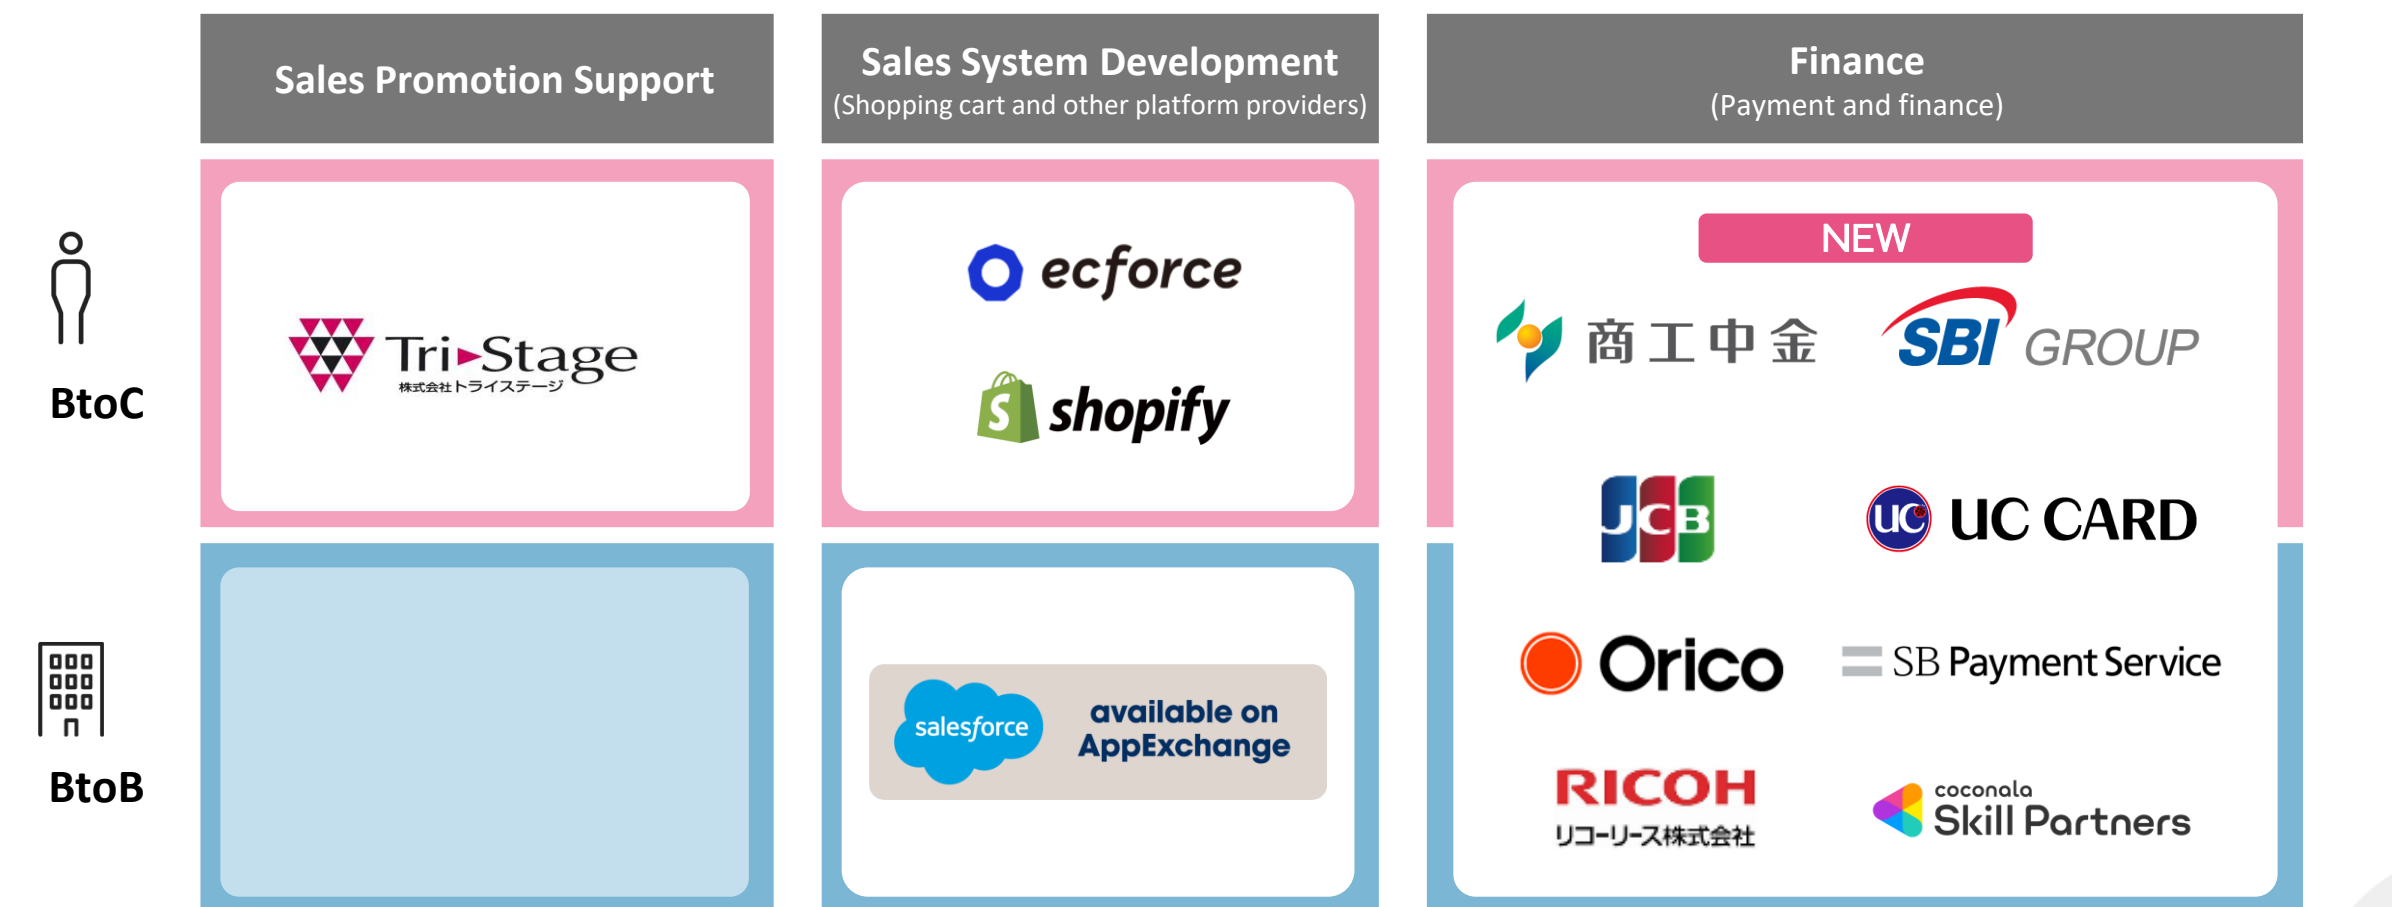 Sales Promotion Support
Sales System Development
(Shopping cart and other platform providers)
Finance
(Payment and finance)
BtoC
Tri-Stage
株式会社トライステージ
ecforce
shopify
NEW
商工中金
SBI GROUP
JCB
UC UC CARD
Orico
SB Payment Service
RICOH
リコーリース株式会社
coconala
Skill Partners
BtoB
salesforce
available on
AppExchange